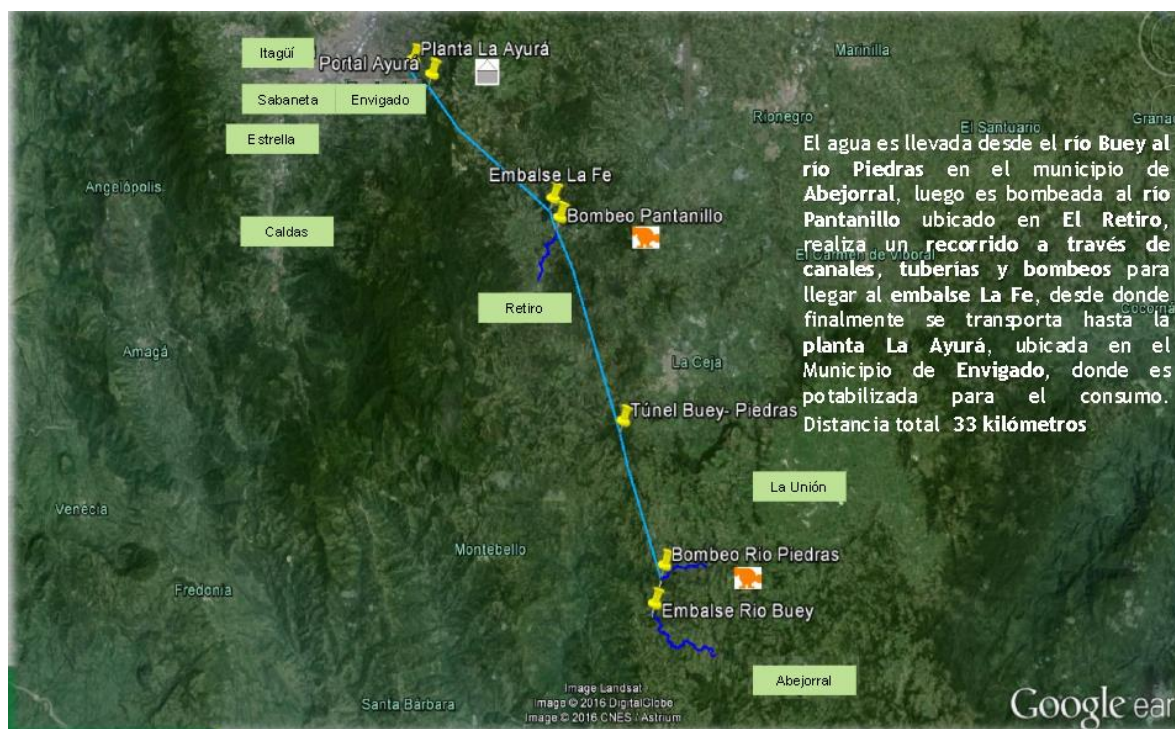 Itagüí
Planta La Ayurá
Portal Ayurá
Marinilla
Sabaneta
Envigado
Estrella
Rionegro
El Santuario
Angelópolis
Embalse La Fe
Bombeo Pantanillo
Caldas
El agua es llevada desde el río Buey al
río Piedras en el municipio de
Abejorral, luego es bombeada al río
Pantanillo ubicado en El Retiro,
realiza un recorrido a través de
canales, tuberías y bombeos para
llegar al embalse La Fe, desde donde
finalmente se transporta hasta la
planta La Ayurá, ubicada en el
Municipio de Envigado, donde es
potabilizada para el consumo.
Distancia total 33 kilómetros
El Carmen de Viboral
Retiro
Amagá
La Ceja
Túnel Buey- Piedras
La Unión
Venecia
Montebello
Bombeo Rio Piedras
Fredonia
Embalse Rio Buey
Abejorral
Santa Bárbara
Image Landsat
Image © 2016 DigitalGlobe
Image © 2016 CNES / Astrium
Google ear